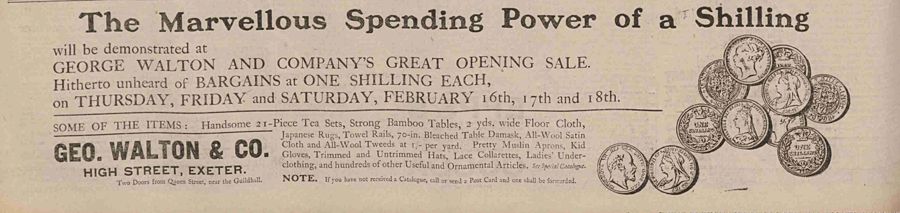 The Marvellous Spending Power of a Shilling
will be demonstrated at
GEORGE WALTON AND COMPANY'S GREAT OPENING SALE.
Hitherto unheard of BARGAINS at ONE SHILLING EACH,
on THURSDAY, FRIDAY and SATURDAY, FEBRUARY 16th, 17th and 18th.
SOME OF THE ITEMS: Handsome 21-Piece Tea Sets, Strong Bamboo Tables, 2 yds. wide Floor Cloth,
Japanese Rugs, Towel Rails, 70-in. Bleached Table Damask, All-Wool Satin
Cloth and All-Wool Tweeds at 1/- per yard. Pretty Muslin Aprons, Kid
Gloves, Trimmed and Untrimmed Hats, Lace Collarettes, Ladies' Under-
clothing, and hundreds of other Useful and Ornamental Articles. See Special Catalogue.
NOTE. If you have not received a Catalogue, call or send a Post Card and one shall be forwarded.
GEO. WALTON & CO.
HIGH STREET, EXETER.
Two Doors from Queen Street, near the Guildhall.
ONE
SHILLING
ONE
SHILLING
ONE
SHILLING